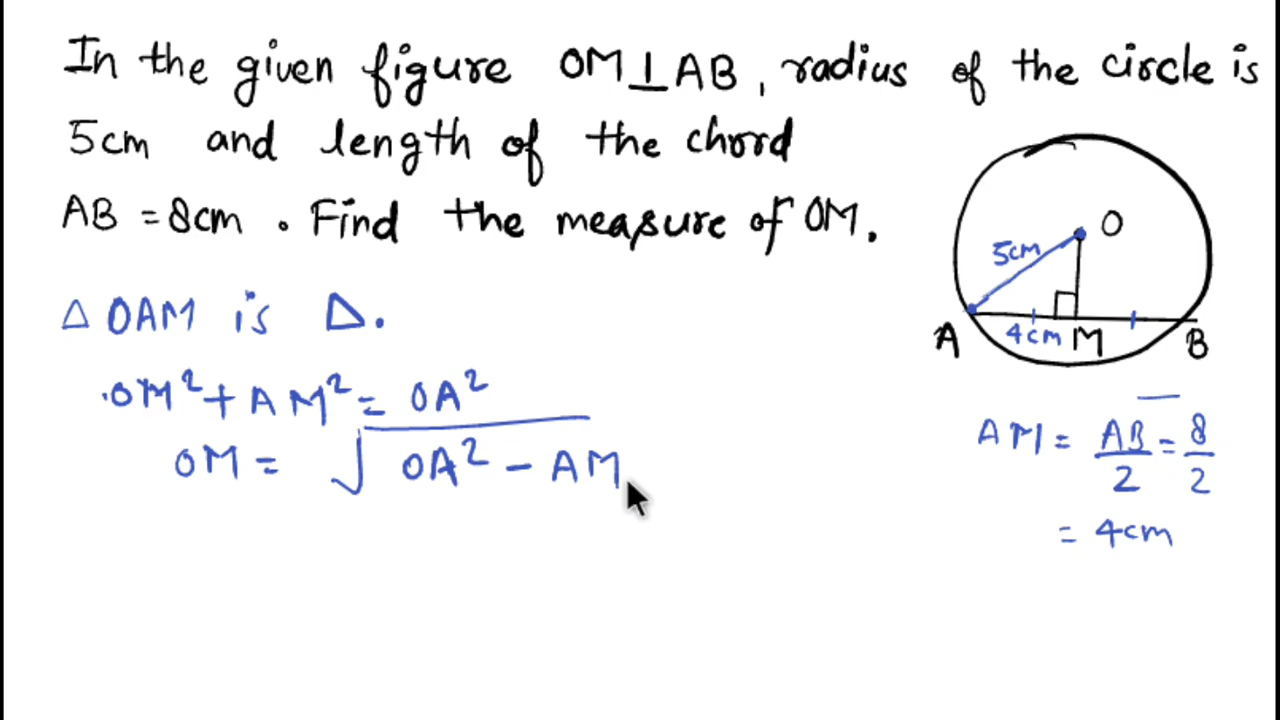 In the given figure OM⊥AB, radius of the circle is
5cm and length of the chord
AB = 8cm. Find the measure of OM.
O
5cm
A
4cm
M
B
△ OAM is △.
OM² + AM² = OA²
OM = √OA² - AM
AM = AB/2 = 8/2
= 4cm